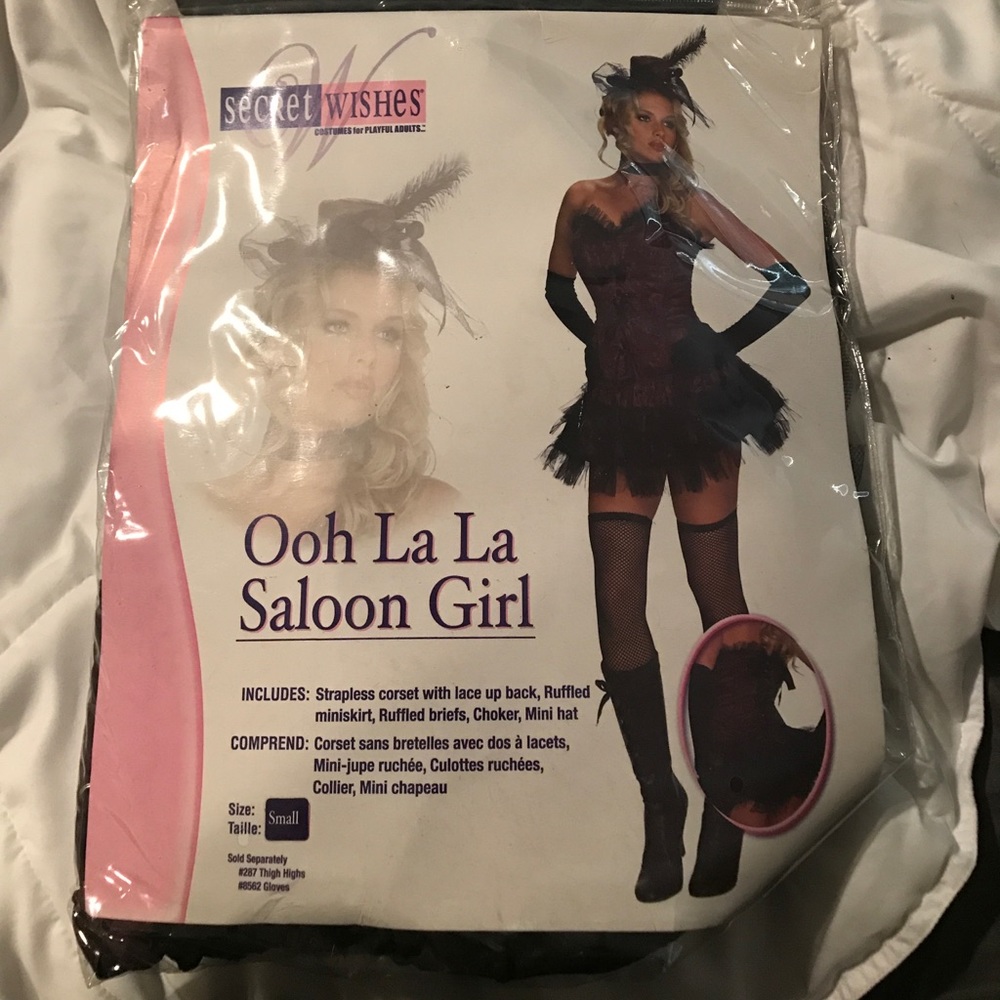 W
SECRET WISHES®
COSTUMES for PLAYFUL ADULTS.™
Ooh La La
Saloon Girl
INCLUDES: Strapless corset with lace up back, Ruffled
miniskirt, Ruffled briefs, Choker, Mini hat
COMPREND: Corset sans bretelles avec dos à lacets,
Mini-jupe ruchée, Culottes ruchées,
Collier, Mini chapeau
Size:
Taille: Small
Sold Separately
#287 Thigh Highs
#8562 Gloves